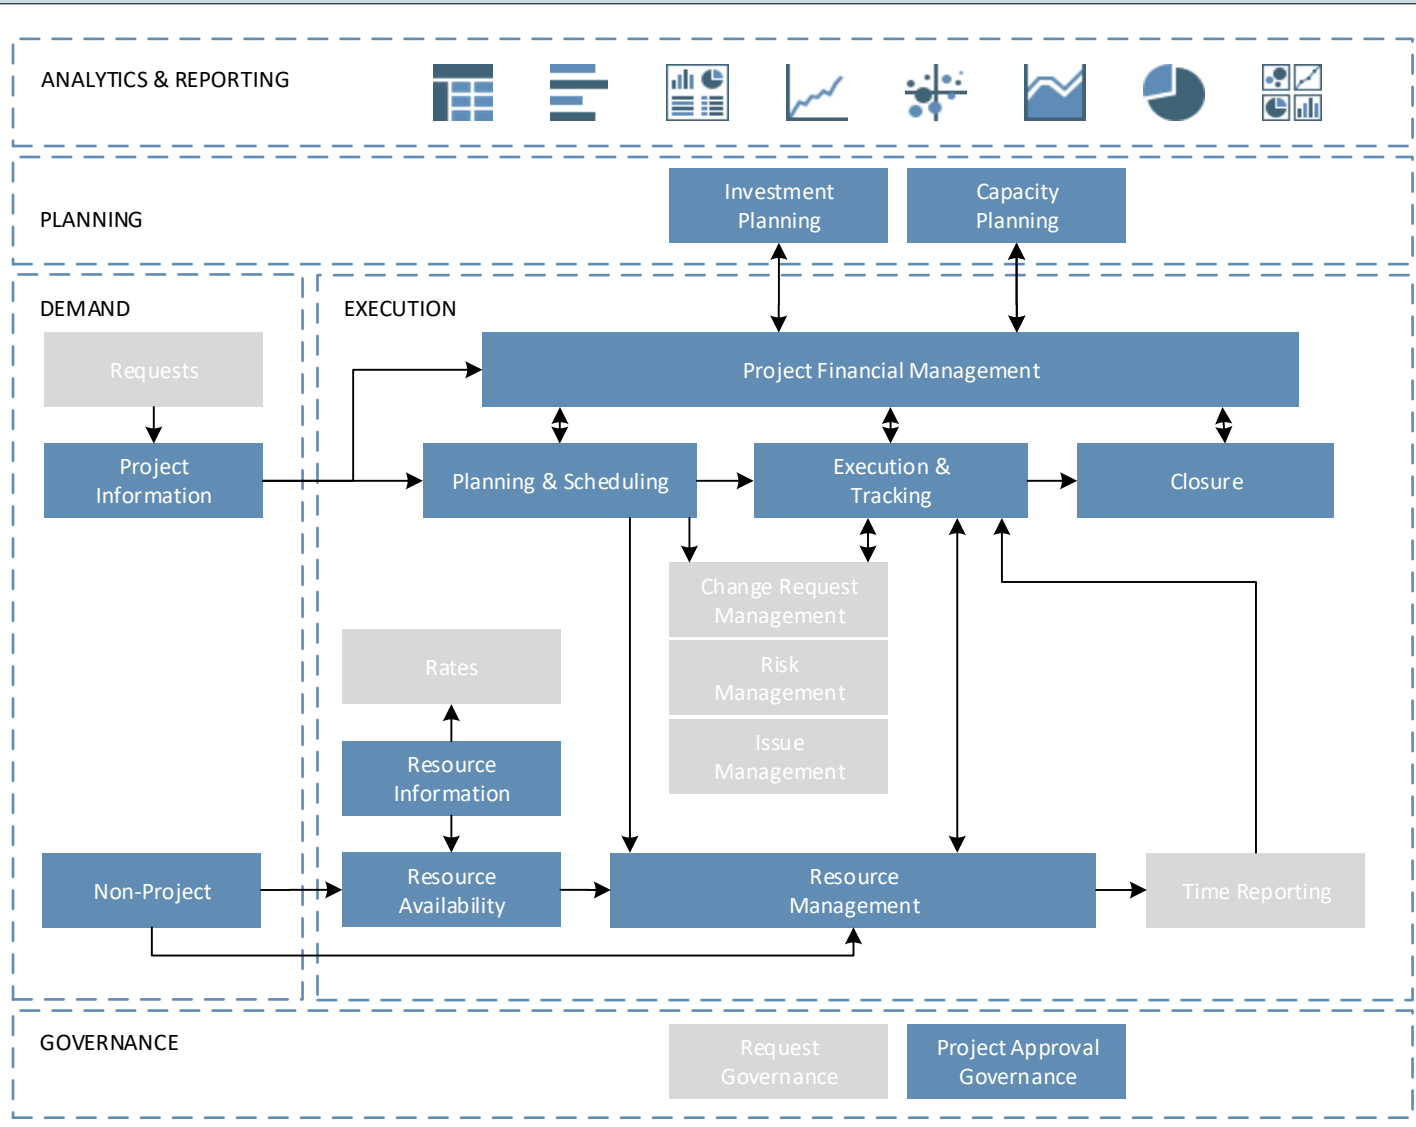 ANALYTICS & REPORTING
PLANNING
Investment
Planning
Capacity
Planning
DEMAND
EXECUTION
Requests
Project Financial Management
Project
Information
Planning & Scheduling
Execution &
Tracking
Closure
Change Request
Management
Rates
Risk
Management
Issue
Management
Resource
Information
Non-Project
Resource
Availability
Resource
Management
Time Reporting
GOVERNANCE
Request
Governance
Project Approval
Governance